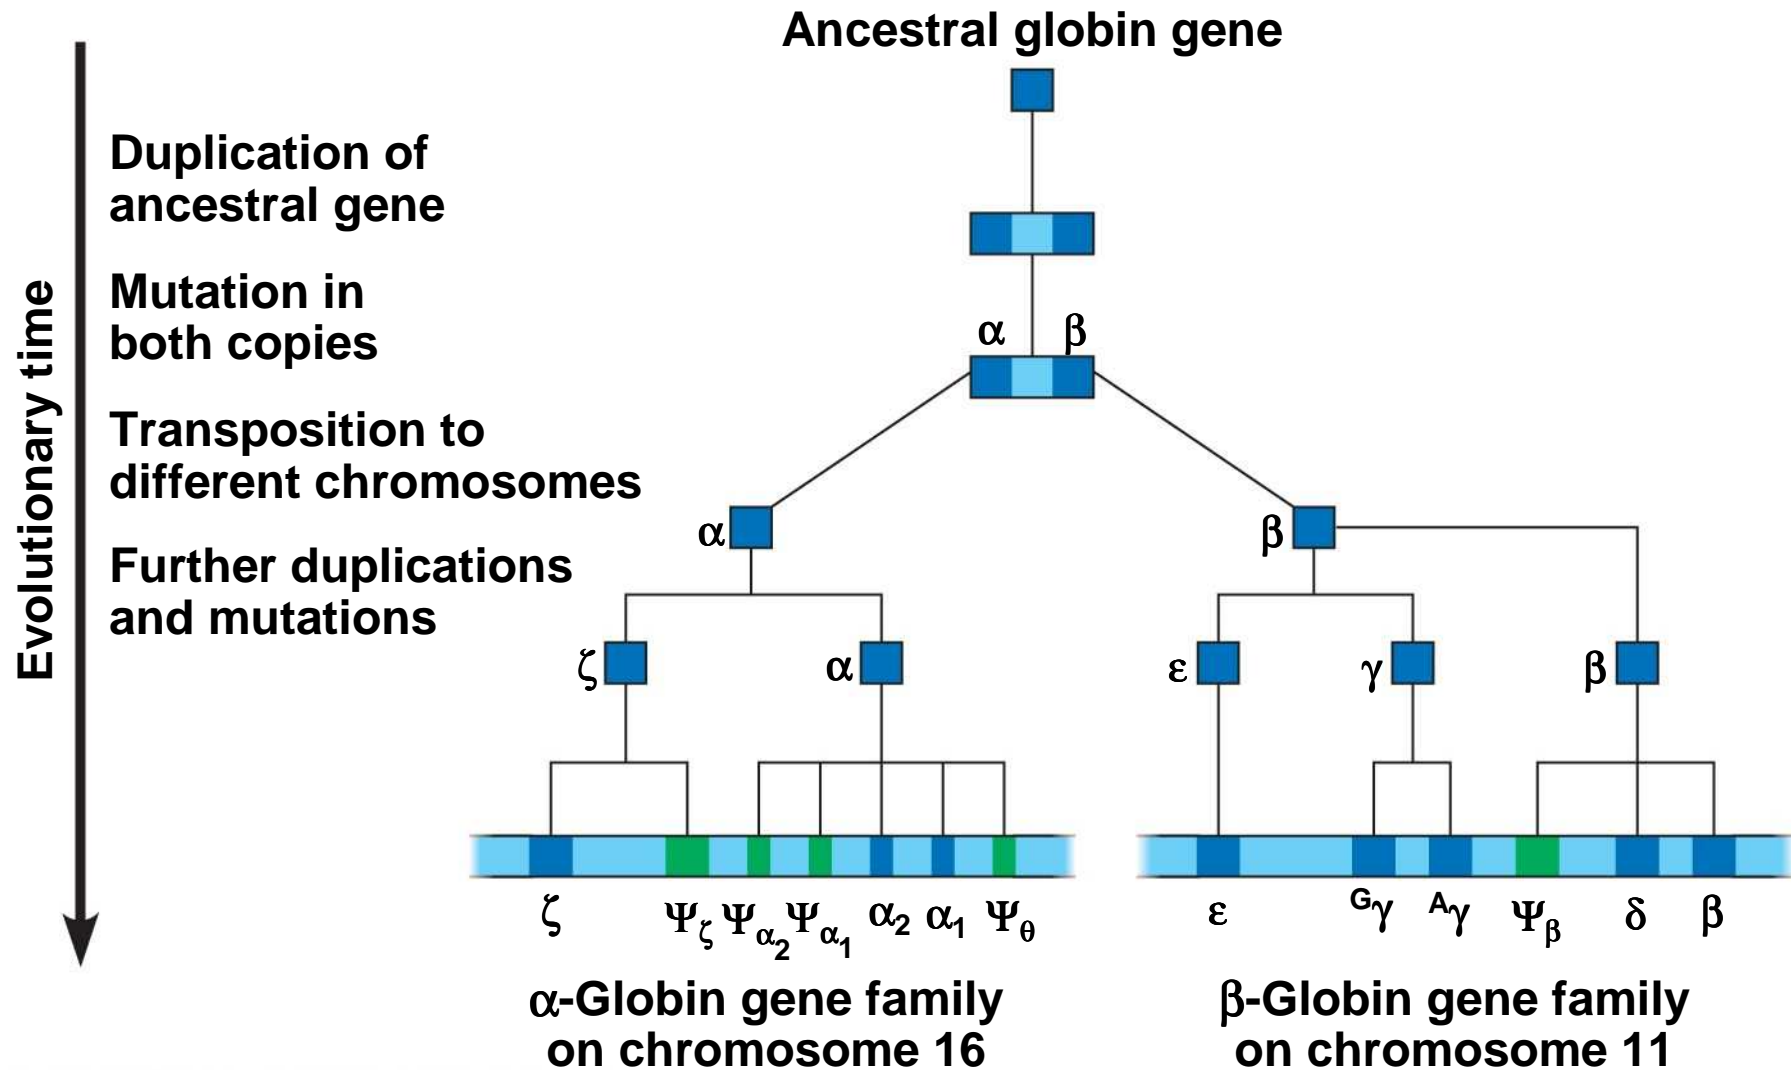 Ancestral globin gene
Duplication of
ancestral gene
Mutation in
both copies
α β
Transposition to
different chromosomes
Further duplications
and mutations
Evolutionary time
α β
ζ α ε γ β
ζ Ψζ Ψα2 Ψα1 α2 α1 Ψθ
ε Gγ Aγ Ψβ δ β
α-Globin gene family
on chromosome 16
β-Globin gene family
on chromosome 11